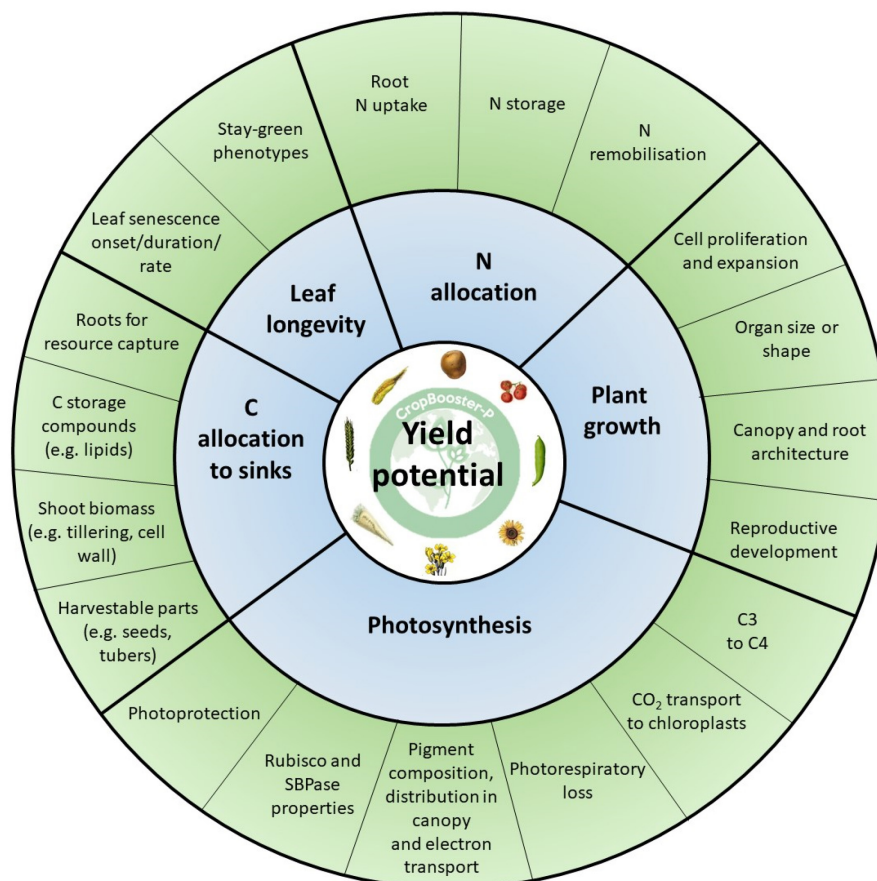 Root
N uptake
N storage
N
remobilisation
Stay-green
phenotypes
Leaf senescence
onset/duration/
rate
Cell proliferation
and expansion
Organ size or
shape
Canopy and root
architecture
Reproductive
development
Roots for
resource capture
C storage
compounds
(e.g. lipids)
Shoot biomass
(e.g. tillering, cell
wall)
Harvestable parts
(e.g. seeds,
tubers)
N
allocation
Leaf
longevity
Plant
growth
C
allocation
to sinks
CropBooster-P
Yield
potential
Photosynthesis
C3
to C4
CO₂ transport
to chloroplasts
Photorespiratory
loss
Pigment
composition,
distribution in
canopy
and electron
transport
Rubisco and
SBPase
properties
Photoprotection